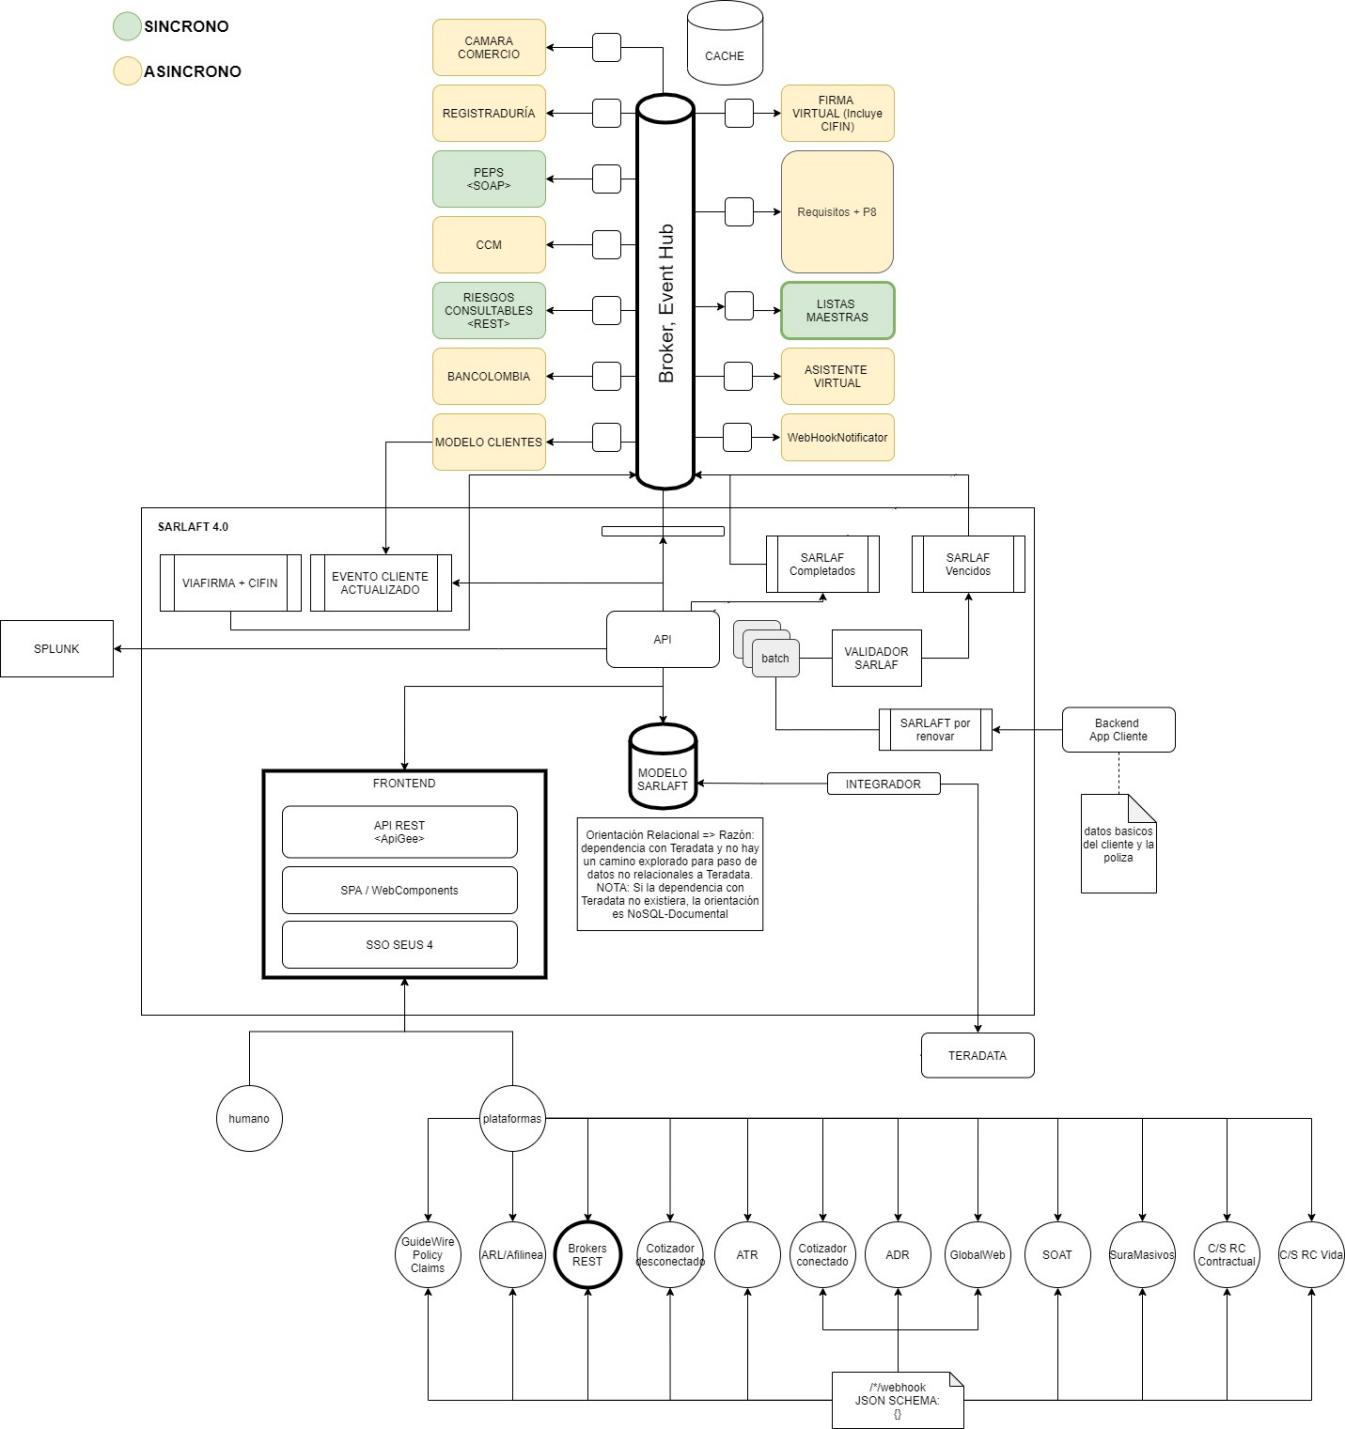 SINCRONO
ASINCRONO
CACHE
CAMARA
COMERCIO
REGISTRADURÍA
PEPS
<SOAP>
CCM
RIESGOS
CONSULTABLES
<REST>
BANCOLOMBIA
MODELO CLIENTES
Broker, Event Hub
FIRMA
VIRTUAL (Incluye
CIFIN)
Requisitos + P8
LISTAS
MAESTRAS
ASISTENTE
VIRTUAL
WebHookNotificator
SARLAFT 4.0
VIAFIRMA + CIFIN
EVENTO CLIENTE
ACTUALIZADO
SARLAF
Completados
SARLAF
Vencidos
SPLUNK
API
batch
VALIDADOR
SARLAF
SARLAFT por
renovar
Backend
App Cliente
MODELO
SARLAFT
INTEGRADOR
datos basicos
del cliente y la
poliza
FRONTEND
API REST
<ApiGee>
SPA / WebComponents
SSO SEUS 4
Orientación Relacional => Razón:
dependencia con Teradata y no hay
un camino explorado para paso de
datos no relacionales a Teradata.
NOTA: Si la dependencia con
Teradata no existiera, la orientación
es NoSQL-Documental
TERADATA
humano
plataformas
GuideWire
Policy
Claims
ARL/Afilinea
Brokers
REST
Cotizador
desconectado
ATR
Cotizador
conectado
ADR
GlobalWeb
SOAT
SuraMasivos
C/S RC
Contractual
C/S RC Vida
/*/webhook
JSON SCHEMA:
{}